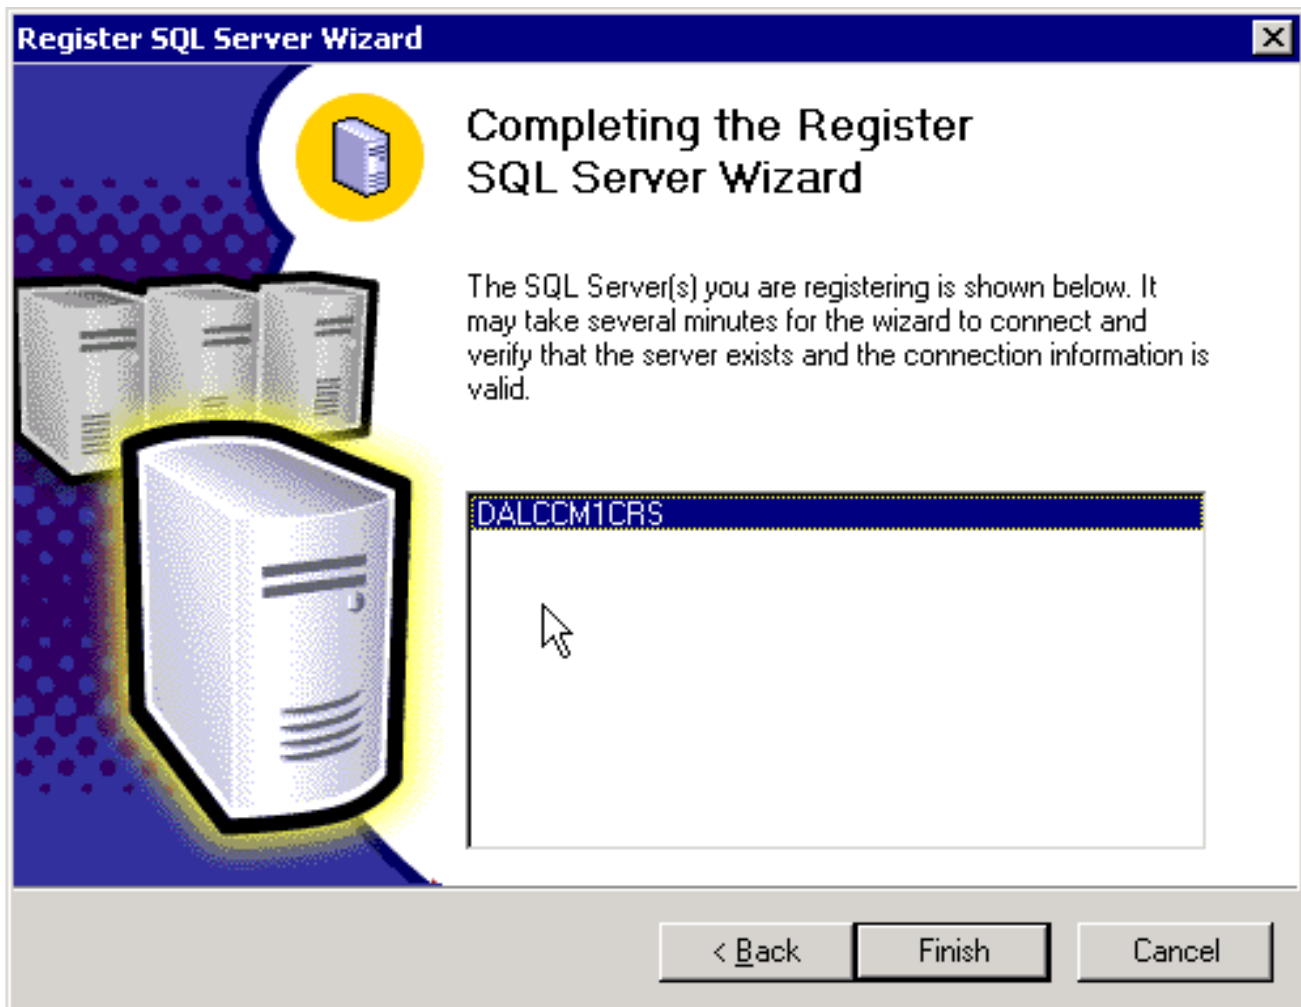 Register SQL Server Wizard
Completing the Register
SQL Server Wizard
The SQL Server(s) you are registering is shown below. It
may take several minutes for the wizard to connect and
verify that the server exists and the connection information is
valid.
DALCCM1CRS
< Back
Finish
Cancel